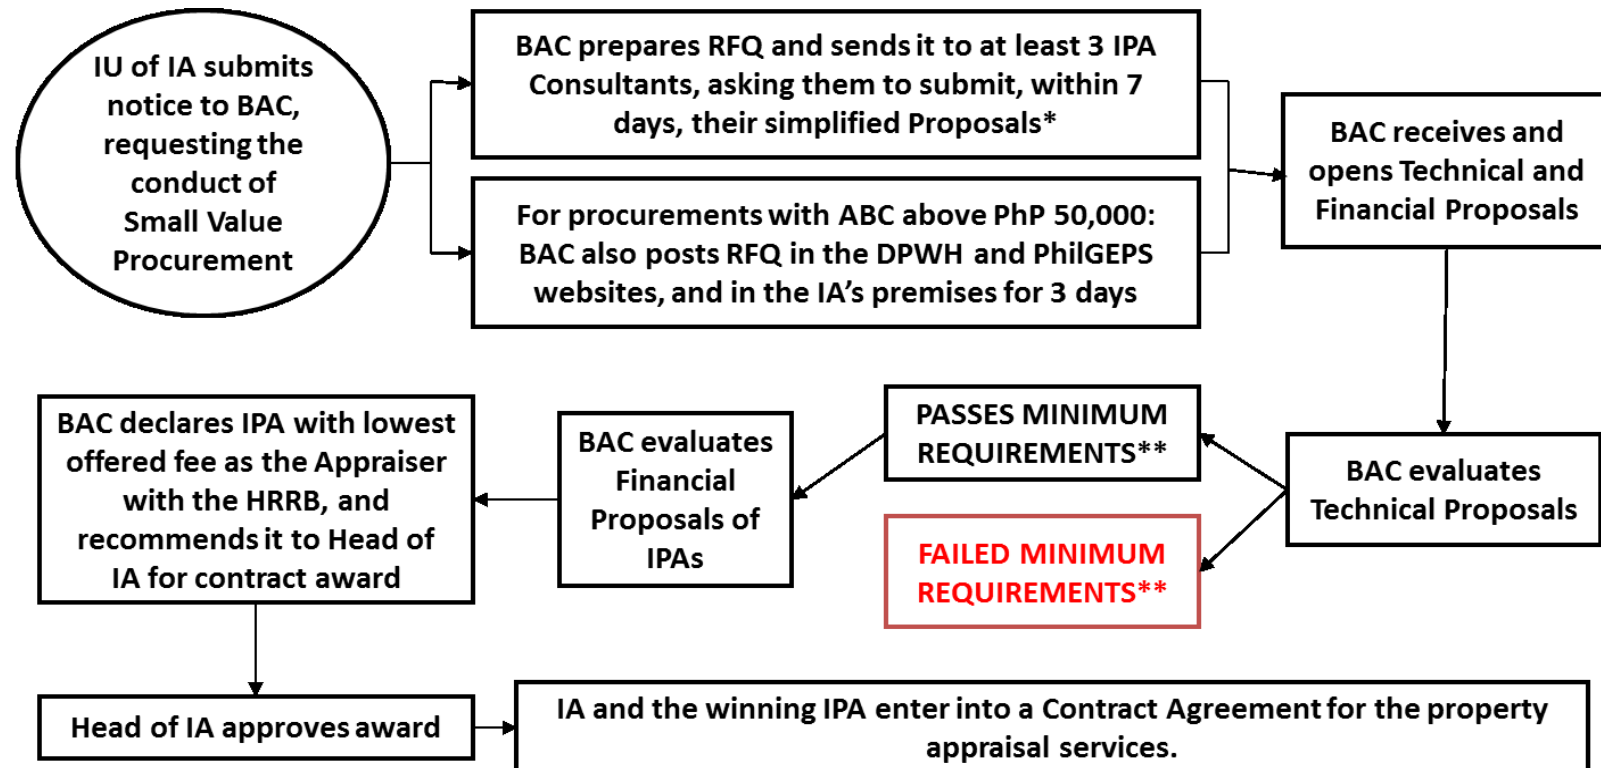 IU of IA submits
notice to BAC,
requesting the
conduct of
Small Value
Procurement
BAC prepares RFQ and sends it to at least 3 IPA
Consultants, asking them to submit, within 7
days, their simplified Proposals*
For procurements with ABC above PhP 50,000:
BAC also posts RFQ in the DPWH and PhilGEPS
websites, and in the IA’s premises for 3 days
BAC receives and
opens Technical and
Financial Proposals
BAC evaluates
Technical Proposals
PASSES MINIMUM
REQUIREMENTS**
FAILED MINIMUM
REQUIREMENTS**
BAC evaluates
Financial
Proposals of
IPAs
BAC declares IPA with lowest
offered fee as the Appraiser
with the HRRB, and
recommends it to Head of
IA for contract award
Head of IA approves award
IA and the winning IPA enter into a Contract Agreement for the property
appraisal services.